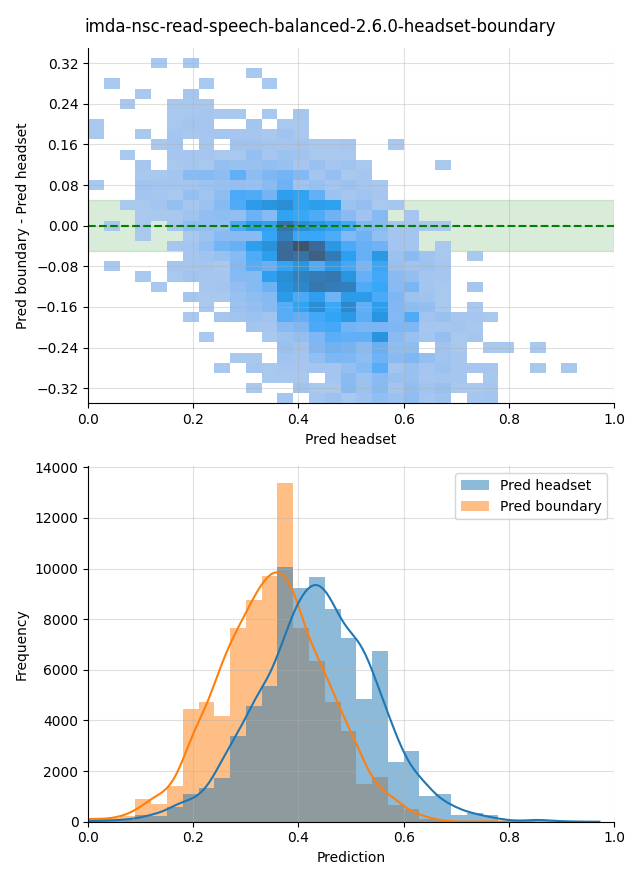 imda-nsc-read-speech-balanced-2.6.0-headset-boundary
Pred boundary - Pred headset
0.32
0.24
0.16
0.08
0.00
−0.08
−0.16
−0.24
−0.32
0.0 0.2 0.4 0.6 0.8 1.0
Pred headset
Frequency
14000
12000
10000
8000
6000
4000
2000
0
Pred headset
Pred boundary
0.0 0.2 0.4 0.6 0.8 1.0
Prediction